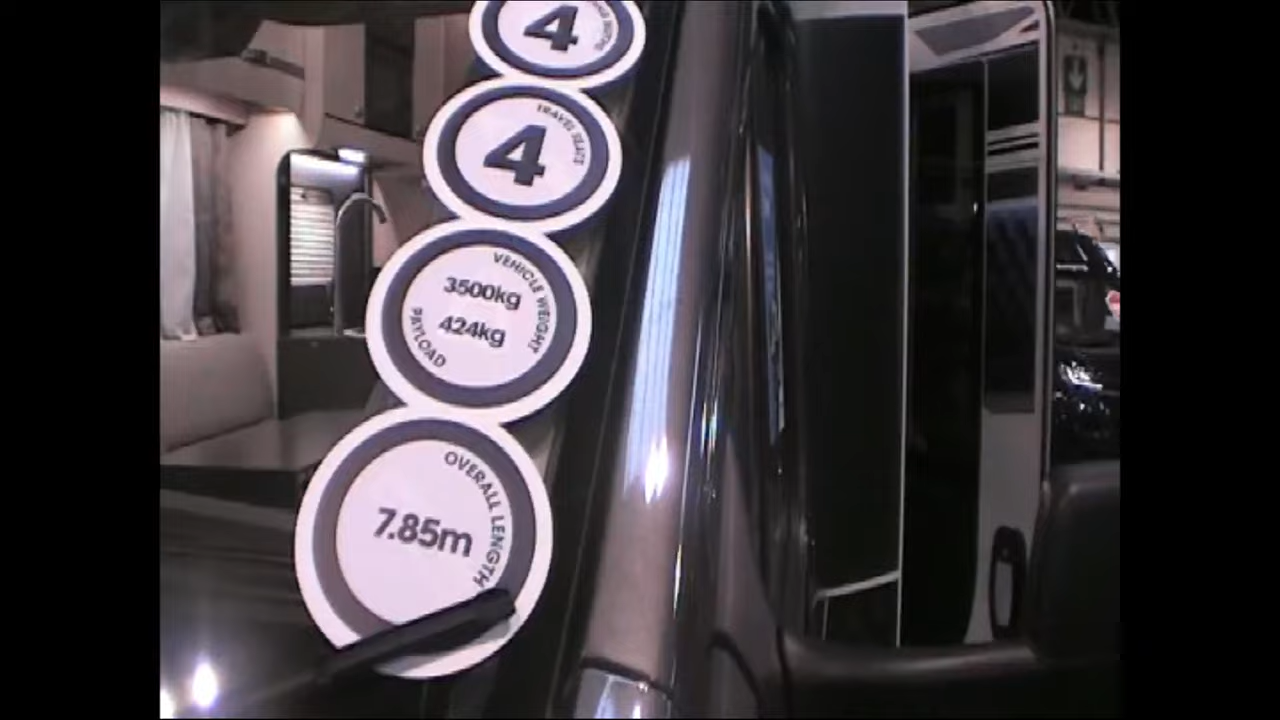 4
4
TRAVEL SEATS
VEHICLE WEIGHT
3500kg
424kg
PAYLOAD
OVERALL LENGTH
7.85m